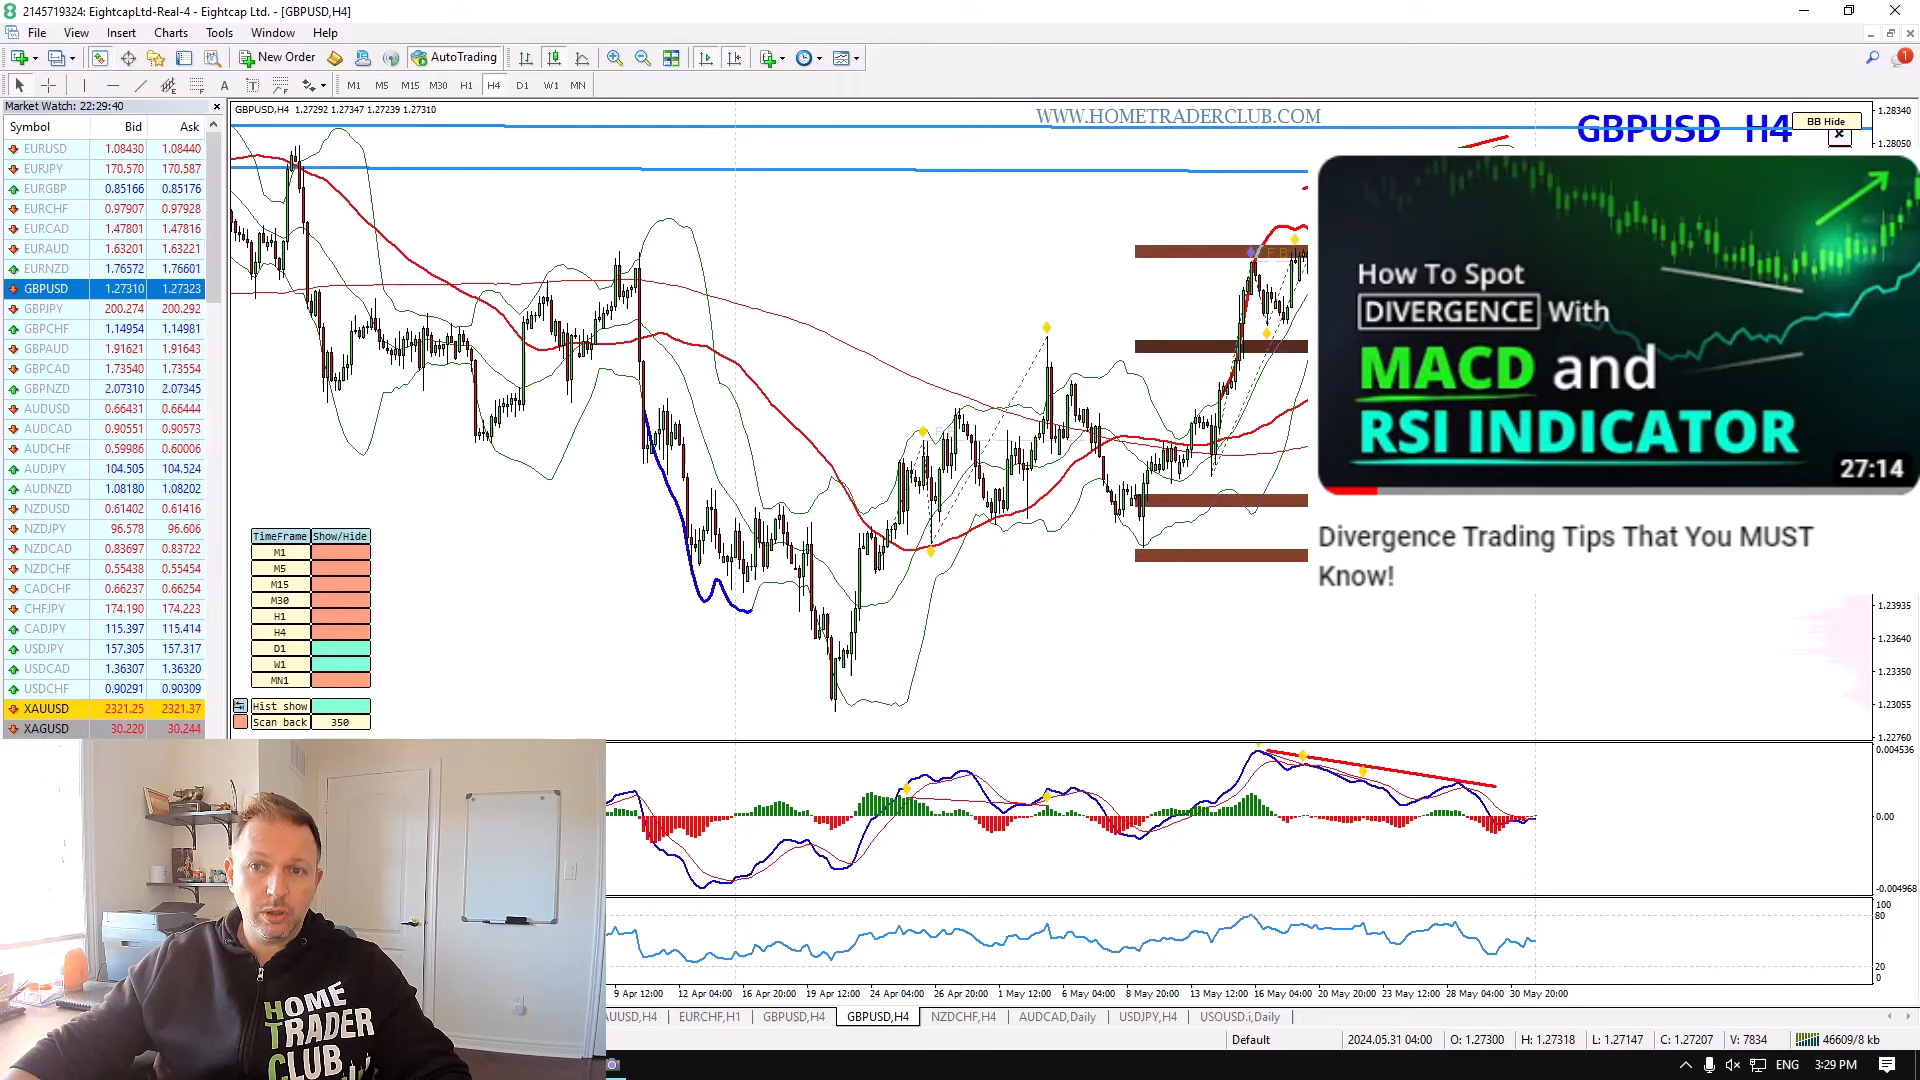 2145719324: EightcapLtd-Real-4 - Eightcap Ltd. - [GBPUSD,H4]
File View Insert Charts Tools Window Help
New Order AutoTrading 1
A T M1 M5 M15 M30 H1 H4 D1 W1 MN
Market Watch: 22:29:40
Symbol Bid Ask
EURUSD 1.08430 1.08440
EURJPY 170.570 170.587
EURGBP 0.85166 0.85176
EURCHF 0.97907 0.97928
EURCAD 1.47801 1.47816
EURAUD 1.63201 1.63221
EURNZD 1.76572 1.76601
GBPUSD 1.27310 1.27323
GBPJPY 200.274 200.292
GBPCHF 1.14954 1.14981
GBPAUD 1.91621 1.91643
GBPCAD 1.73540 1.73554
GBPNZD 2.07310 2.07345
AUDUSD 0.66431 0.66444
AUDCAD 0.90551 0.90573
AUDCHF 0.59986 0.60006
AUDJPY 104.505 104.524
AUDNZD 1.08180 1.08202
NZDUSD 0.61402 0.61416
NZDJPY 96.578 96.606
NZDCAD 0.83697 0.83722
NZDCHF 0.55438 0.55454
CADCHF 0.66237 0.66254
CHFJPY 174.190 174.223
CADJPY 115.397 115.414
USDJPY 157.305 157.317
USDCAD 1.36307 1.36320
USDCHF 0.90291 0.90309
XAUUSD 2321.25 2321.37
XAGUSD 30.220 30.244
GBPUSD,H4 1.27292 1.27347 1.27239 1.27310
WWW.HOMETRADERCLUB.COM
GBPUSD H4
BB Hide
1.28340
1.28050
How To Spot
DIVERGENCE With
MACD and
RSI INDICATOR
27:14
Divergence Trading Tips That You MUST
Know!
1.23935
1.23640
1.23350
1.23055
1.22760
TimeFrame Show/Hide
M1
M5
M15
M30
H1
H4
D1
W1
MN1
Hist show
Scan back 350
0.004536
0.00
-0.004968
100
80
20
0
9 Apr 12:00 12 Apr 04:00 16 Apr 20:00 19 Apr 12:00 24 Apr 04:00 26 Apr 20:00 1 May 12:00 6 May 04:00 8 May 20:00 13 May 12:00 16 May 04:00 20 May 20:00 23 May 12:00 28 May 04:00 30 May 20:00
HOME
TRADER
CLUB
AUUSD,H4 EURCHF,H1 GBPUSD,H4 GBPUSD,H4 NZDCHF,H4 AUDCAD,Daily USDJPY,H4 USOUSD.i,Daily
Default 2024.05.31 04:00 O: 1.27300 H: 1.27318 L: 1.27147 C: 1.27207 V: 7834 46609/8 kb
ENG 3:29 PM